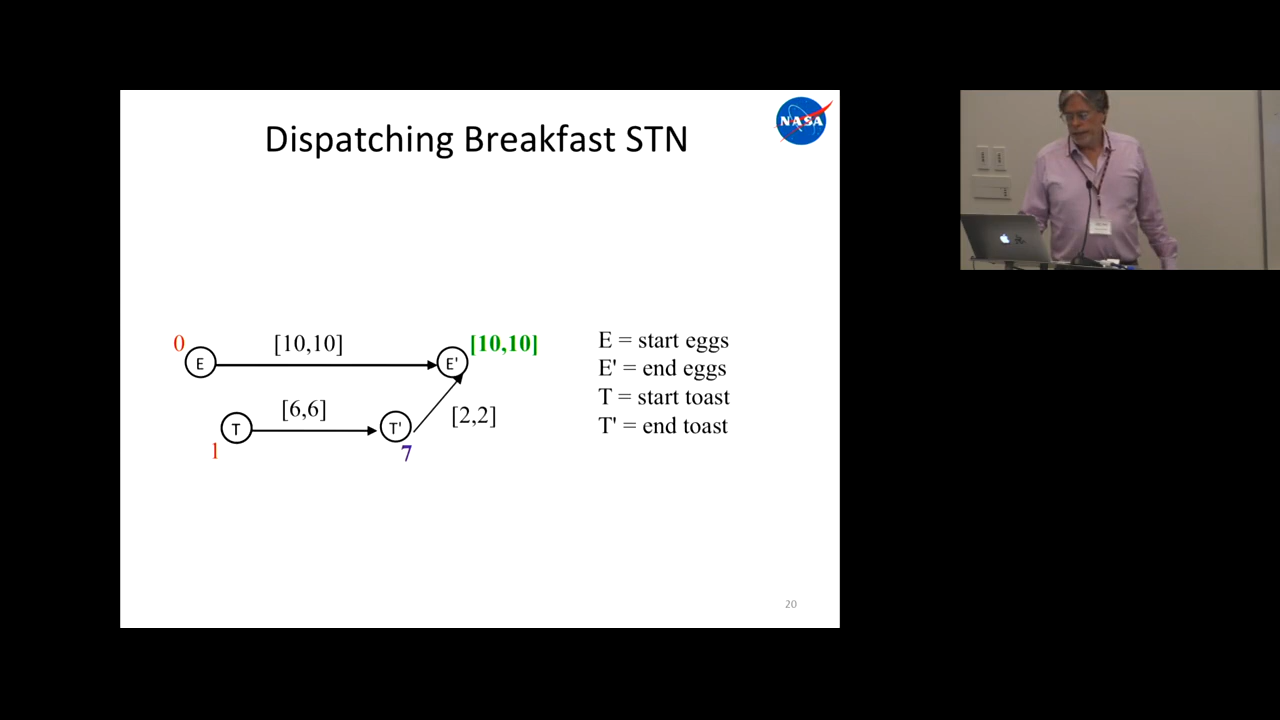 Dispatching Breakfast STN
NASA
0
[10,10]
[10,10]
E
E'
[6,6]
[2,2]
T
T'
1
7
E = start eggs
E' = end eggs
T = start toast
T' = end toast
20